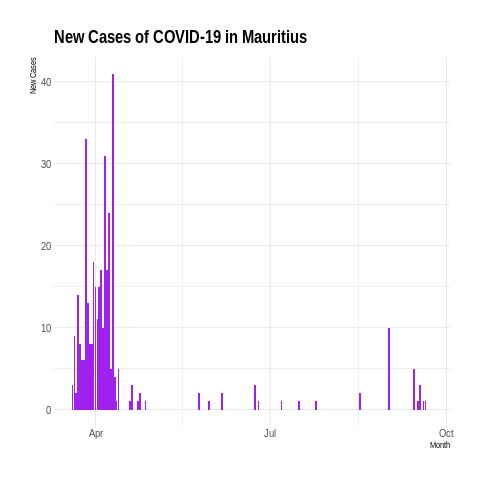 New Cases of COVID-19 in Mauritius
New Cases
40
30
20
10
0
Apr
Jul
Oct
Month